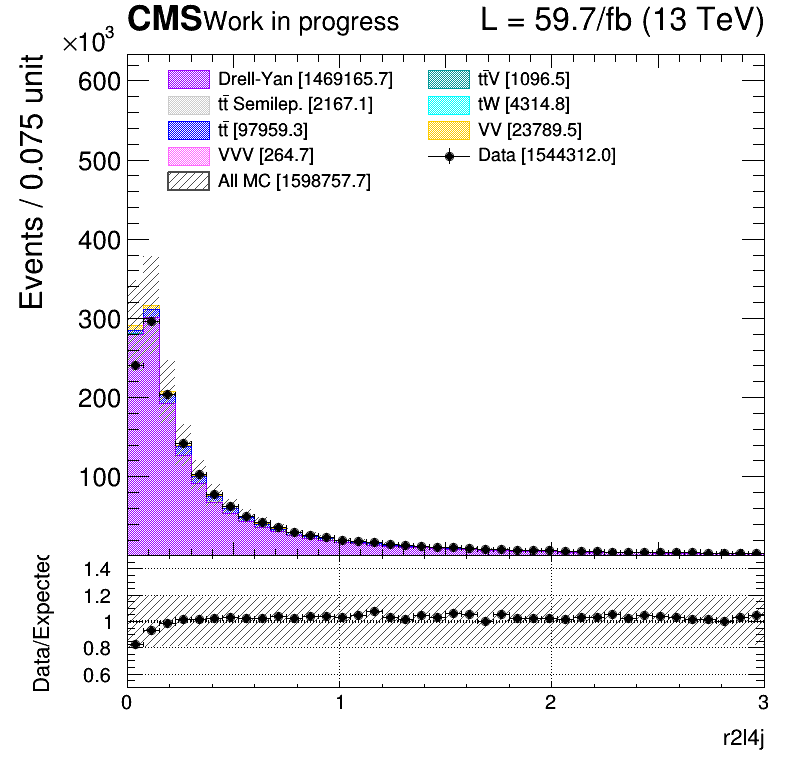 CMS Work in progress L = 59.7/fb (13 TeV)
×10³
Events / 0.075 unit
600
500
400
300
200
100
Drell-Yan [1469165.7]
tt̄ Semilep. [2167.1]
tt̄ [97959.3]
VVV [264.7]
All MC [1598757.7]
tt̄V [1096.5]
tW [4314.8]
VV [23789.5]
Data [1544312.0]
Data/Expected
1.4
1.2
1
0.8
0.6
0 1 2 3
r2l4j